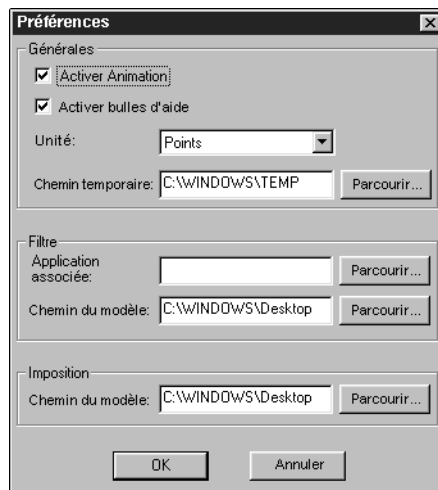 Préférences
Générales
Activer Animation
Activer bulles d'aide
Unité: Points
Chemin temporaire: C:\WINDOWS\TEMP Parcourir...
Filtre
Application
associée: Parcourir...
Chemin du modèle: C:\WINDOWS\Desktop Parcourir...
Imposition
Chemin du modèle: C:\WINDOWS\Desktop Parcourir...
OK Annuler